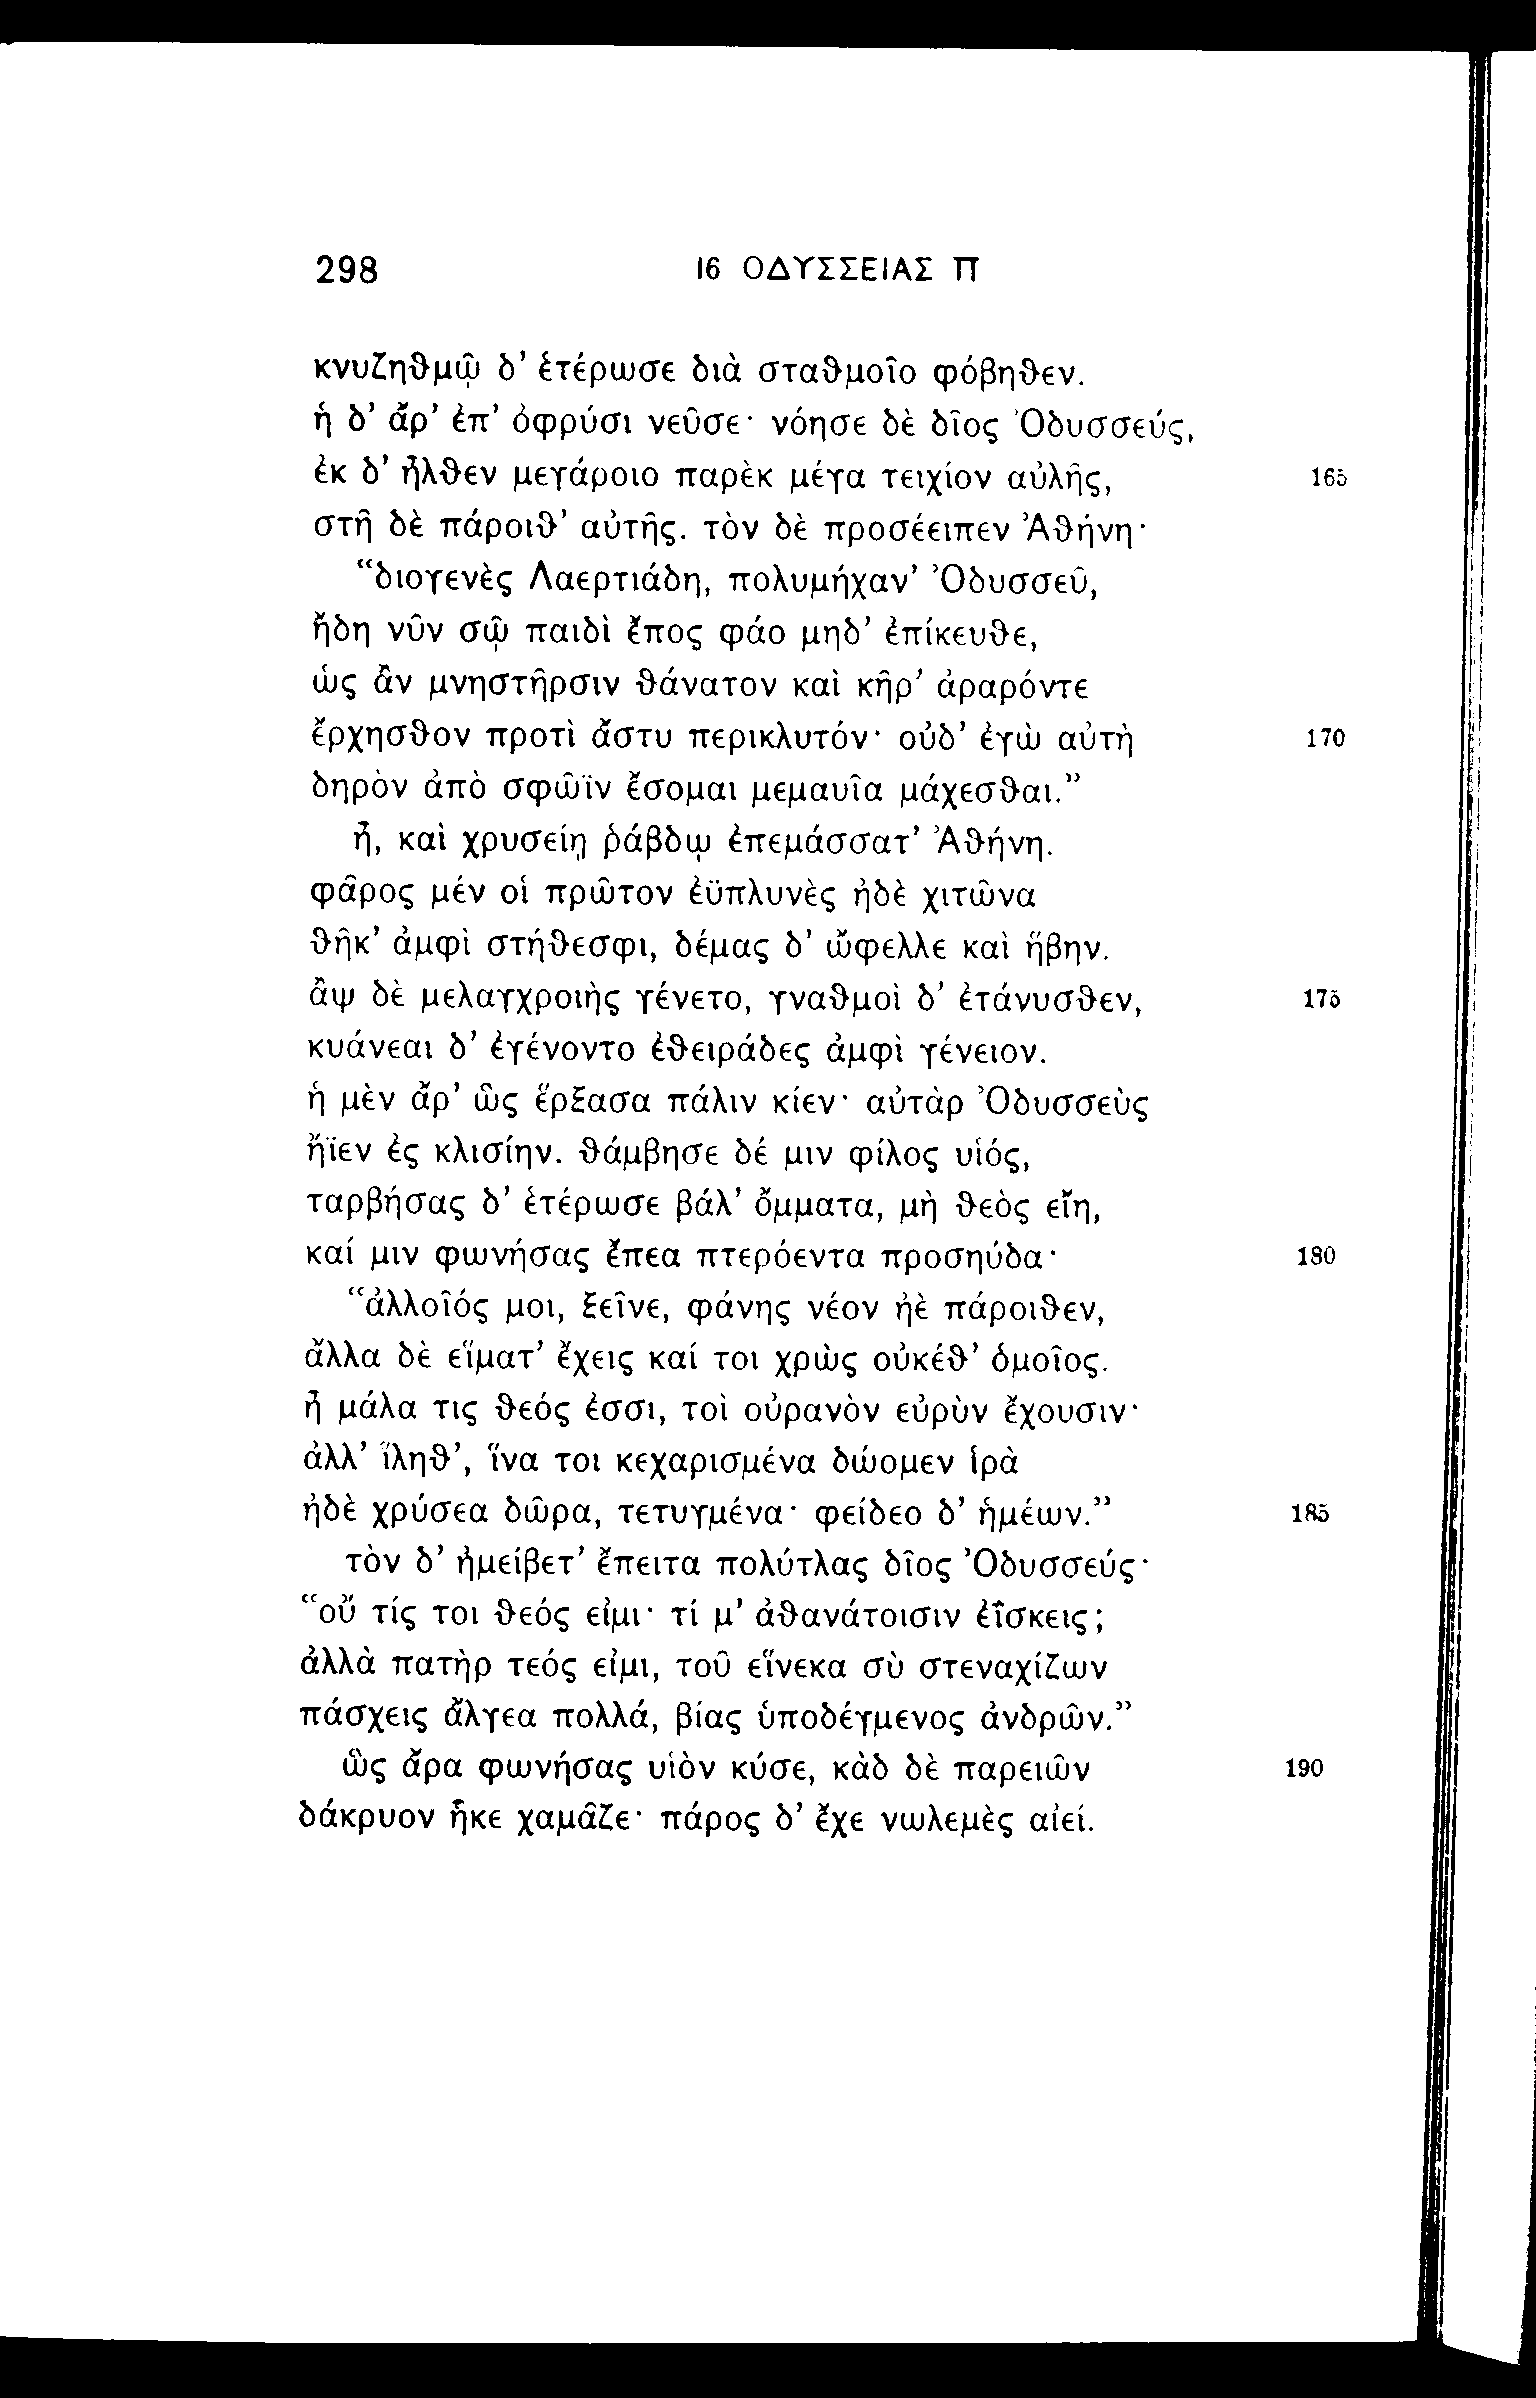 298 16 ΟΔΥΣΣΕΙΑΣ Π
κνυζηϑμῷ δ’ ἑτέρωσε διὰ σταϑμοῖο φόβηϑεν.
ἡ δ’ ἄρ’ ἐπ’ ὀφρύσι νεῦσε· νόησε δὲ δῖος Ὀδυσσεύς,
ἐκ δ’ ἦλϑεν μεγάροιο παρὲκ μέγα τειχίον αὐλῆς, 165
στῆ δὲ πάροιϑ’ αὐτῆς. τὸν δὲ προσέειπεν Ἀϑήνη·
“διογενὲς Λαερτιάδη, πολυμήχαν’ Ὀδυσσεῦ,
ἤδη νῦν σῷ παιδὶ ἔπος φάο μηδ’ ἐπίκευϑε,
ὡς ἂν μνηστῆρσιν ϑάνατον καὶ κῆρ’ ἀραρόντε
ἔρχησϑον προτὶ ἄστυ περικλυτόν· οὐδ’ ἐγὼ αὐτὴ 170
δηρὸν ἀπὸ σφῶϊν ἔσομαι μεμαυῖα μάχεσϑαι.”
ἦ, καὶ χρυσείῃ ῥάβδῳ ἐπεμάσσατ’ Ἀϑήνη.
φᾶρος μέν οἱ πρῶτον ἐϋπλυνὲς ἠδὲ χιτῶνα
ϑῆκ’ ἀμφὶ στήϑεσφι, δέμας δ’ ὤφελλε καὶ ἥβην.
ἂψ δὲ μελαγχροιὴς γένετο, γναϑμοὶ δ’ ἐτάνυσϑεν, 175
κυάνεαι δ’ ἐγένοντο ἐϑειράδες ἀμφὶ γένειον.
ἡ μὲν ἄρ’ ὣς ἕρξασα πάλιν κίεν· αὐτὰρ Ὀδυσσεὺς
ἤϊεν ἐς κλισίην. ϑάμβησε δέ μιν φίλος υἱός,
ταρβήσας δ’ ἑτέρωσε βάλ’ ὄμματα, μὴ ϑεὸς εἴη,
καί μιν φωνήσας ἔπεα πτερόεντα προσηύδα· 180
“ἀλλοῖός μοι, ξεῖνε, φάνης νέον ἠὲ πάροιϑεν,
ἄλλα δὲ εἵματ’ ἔχεις καί τοι χρὼς οὐκέϑ’ ὁμοῖος.
ἦ μάλα τις ϑεός ἐσσι, τοὶ οὐρανὸν εὐρὺν ἔχουσιν·
ἀλλ’ ἵληϑ’, ἵνα τοι κεχαρισμένα δώομεν ἱρὰ
ἠδὲ χρύσεα δῶρα, τετυγμένα· φείδεο δ’ ἡμέων.” 185
τὸν δ’ ἠμείβετ’ ἔπειτα πολύτλας δῖος Ὀδυσσεύς·
“οὔ τίς τοι ϑεός εἰμι· τί μ’ ἀϑανάτοισιν ἐΐσκεις;
ἀλλὰ πατὴρ τεός εἰμι, τοῦ εἵνεκα σὺ στεναχίζων
πάσχεις ἄλγεα πολλά, βίας ὑποδέγμενος ἀνδρῶν.”
ὣς ἄρα φωνήσας υἱὸν κύσε, κὰδ δὲ παρειῶν 190
δάκρυον ἧκε χαμᾶζε· πάρος δ’ ἔχε νωλεμὲς αἰεί.